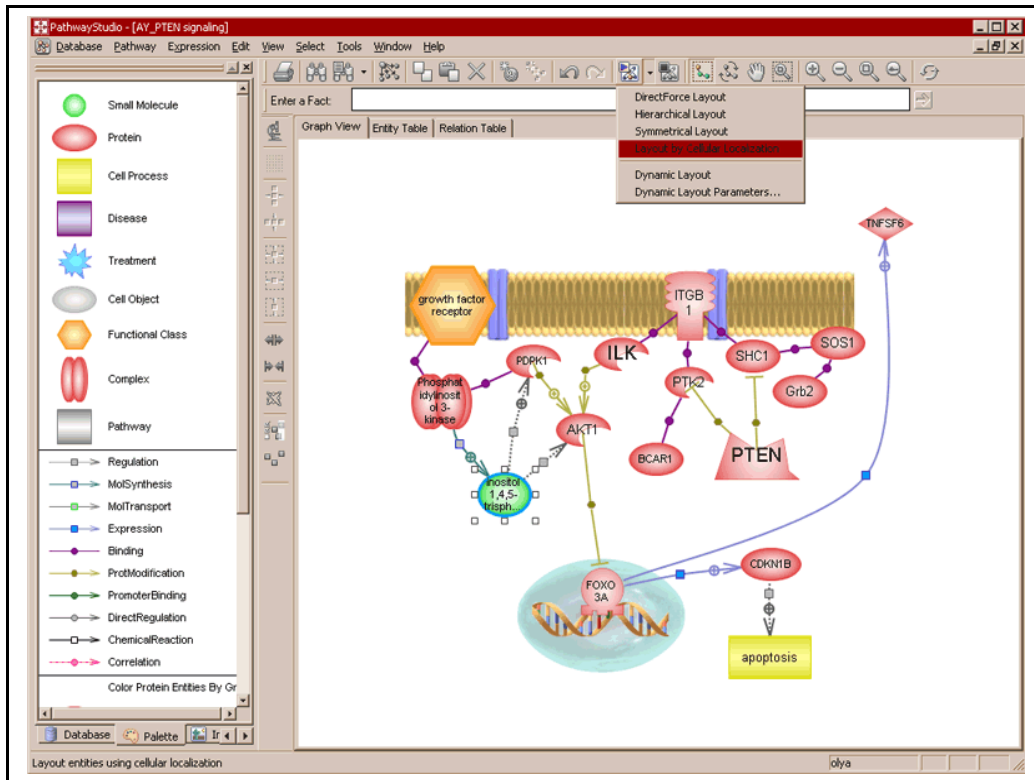 PathwayStudio - [AY_PTEN signaling]
Database Pathway Expression Edit View Select Tools Window Help
Enter a Fact:
DirectForce Layout
Hierarchical Layout
Symmetrical Layout
Layout by Cellular Localization
Dynamic Layout
Dynamic Layout Parameters...
Graph View Entity Table Relation Table
Small Molecule
Protein
Cell Process
Disease
Treatment
Cell Object
Functional Class
Complex
Pathway
Regulation
MolSynthesis
MolTransport
Expression
Binding
ProtModification
PromoterBinding
DirectRegulation
ChemicalReaction
Correlation
Color Protein Entities By Gr
Database Palette Ir
TNFSF6
growth factor
receptor
ITGB
1
PDPK1
ILK
SHC1
SOS1
Phosphat
idylinosit
ol 3-
kinase
PTK2
Grb2
AKT1
BCAR1
PTEN
inositol
1,4,5-
trisph...
FOXO
3A
CDKN1B
apoptosis
Layout entities using cellular localization
olya